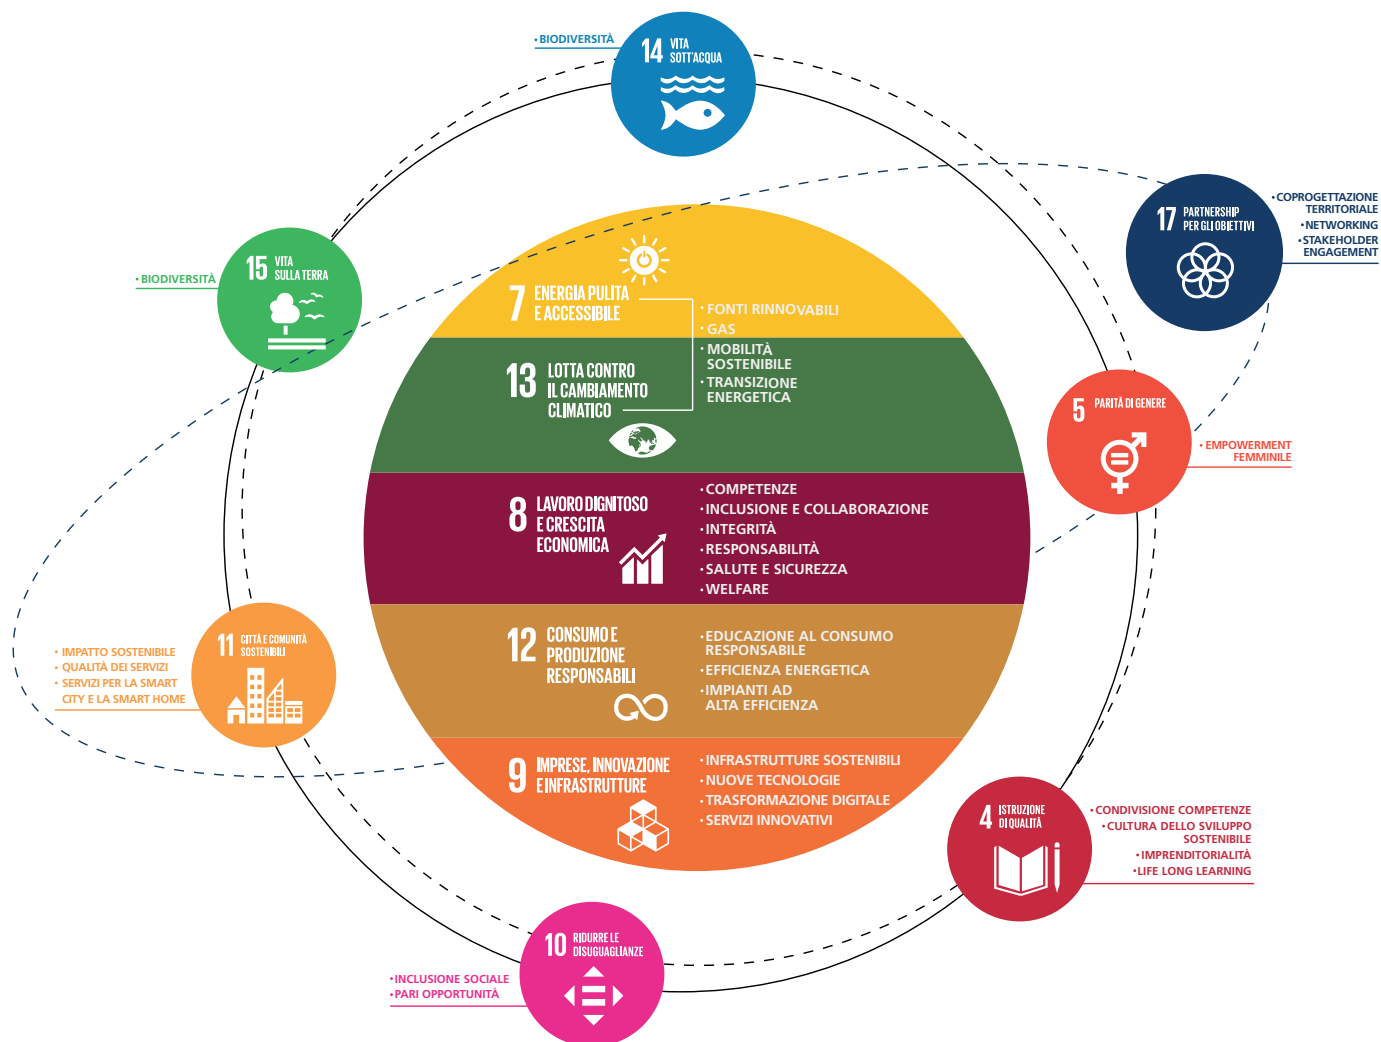 • BIODIVERSITÀ
14 VITA
SOTT'ACQUA
17 PARTNERSHIP
PER GLI OBIETTIVI
• COPROGETTAZIONE
TERRITORIALE
• NETWORKING
• STAKEHOLDER
ENGAGEMENT
• BIODIVERSITÀ
15 VITA
SULLA TERRA
7 ENERGIA PULITA
E ACCESSIBILE
• FONTI RINNOVABILI
• GAS
• MOBILITÀ
SOSTENIBILE
• TRANSIZIONE
ENERGETICA
13 LOTTA CONTRO
IL CAMBIAMENTO
CLIMATICO
5 PARITÀ DI GENERE
• EMPOWERMENT
FEMMINILE
8 LAVORO DIGNITOSO
E CRESCITA
ECONOMICA
• COMPETENZE
• INCLUSIONE E COLLABORAZIONE
• INTEGRITÀ
• RESPONSABILITÀ
• SALUTE E SICUREZZA
• WELFARE
11 CITTÀ E COMUNITÀ
SOSTENIBILI
• IMPATTO SOSTENIBILE
• QUALITÀ DEI SERVIZI
• SERVIZI PER LA SMART
CITY E LA SMART HOME
12 CONSUMO E
PRODUZIONE
RESPONSABILI
• EDUCAZIONE AL CONSUMO
RESPONSABILE
• EFFICIENZA ENERGETICA
• IMPIANTI AD
ALTA EFFICIENZA
9 IMPRESE, INNOVAZIONE
E INFRASTRUTTURE
• INFRASTRUTTURE SOSTENIBILI
• NUOVE TECNOLOGIE
• TRASFORMAZIONE DIGITALE
• SERVIZI INNOVATIVI
4 ISTRUZIONE
DI QUALITÀ
• CONDIVISIONE COMPETENZE
• CULTURA DELLO SVILUPPO
SOSTENIBILE
• IMPRENDITORIALITÀ
• LIFE LONG LEARNING
10 RIDURRE LE
DISUGUAGLIANZE
• INCLUSIONE SOCIALE
• PARI OPPORTUNITÀ